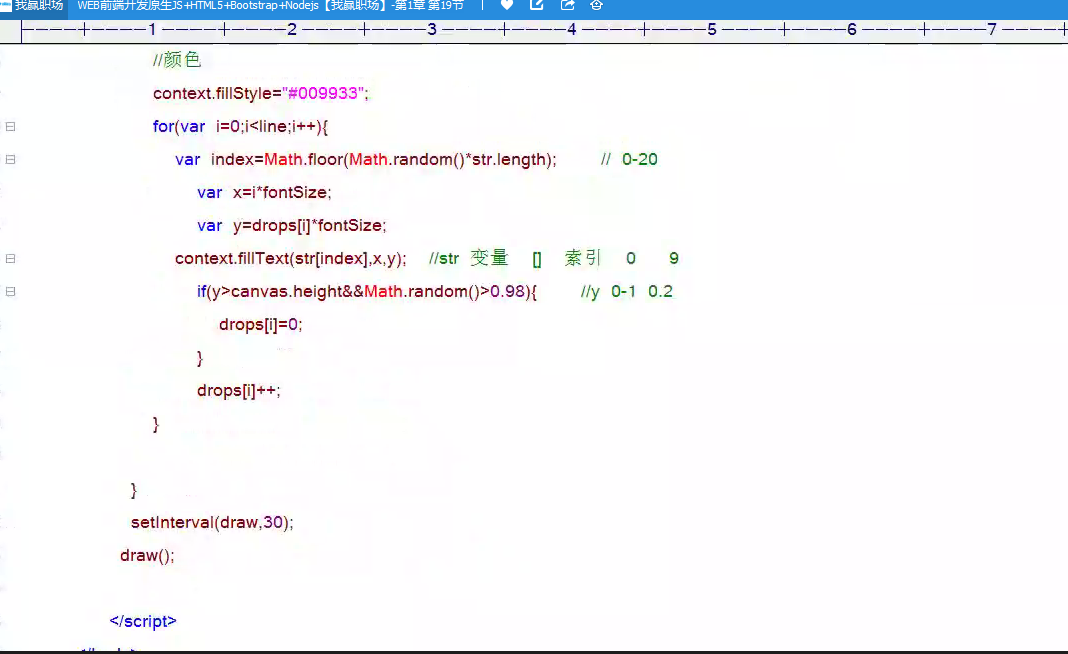 我赢职场 WEB前端开发原生JS+HTML5+Bootstrap+Nodejs【我赢职场】-第1章 第19节
1 2 3 4 5 6 7
//颜色
context.fillStyle="#009933";
for(var i=0;i<line;i++){
var index=Math.floor(Math.random()*str.length); // 0-20
var x=i*fontSize;
var y=drops[i]*fontSize;
context.fillText(str[index],x,y); //str 变量 [] 索引 0 9
if(y>canvas.height&&Math.random()>0.98){ //y 0-1 0.2
drops[i]=0;
}
drops[i]++;
}
}
setInterval(draw,30);
draw();
</script>